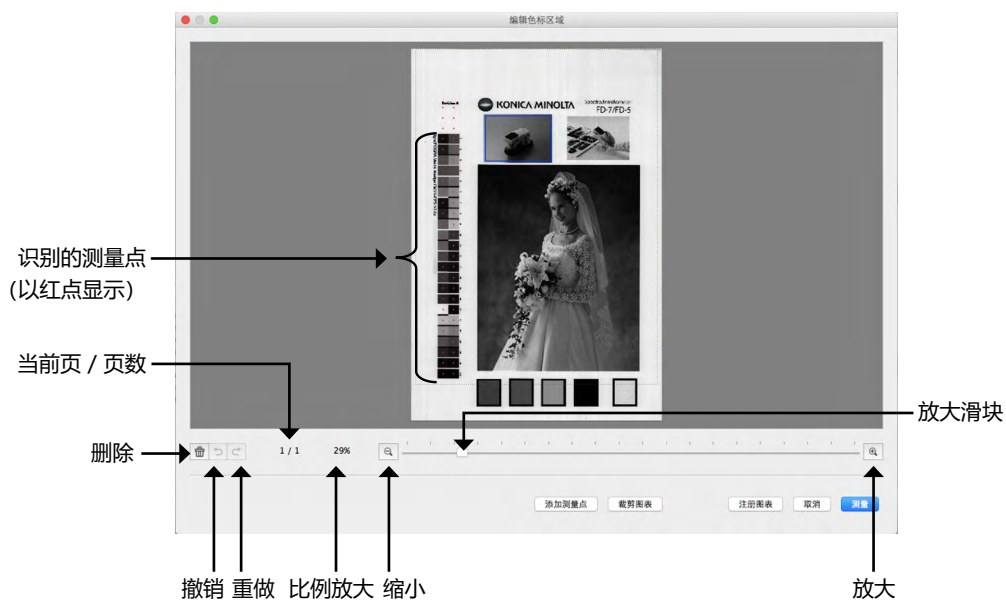 编辑色标区域
KONICA MINOLTA
FD-7/FD-5
识别的测量点
(以红点显示)
当前页 / 页数
放大滑块
删除
1 / 1
29%
添加测量点
裁剪图表
注册图表
取消
测量
撤销
重做
比例放大
缩小
放大